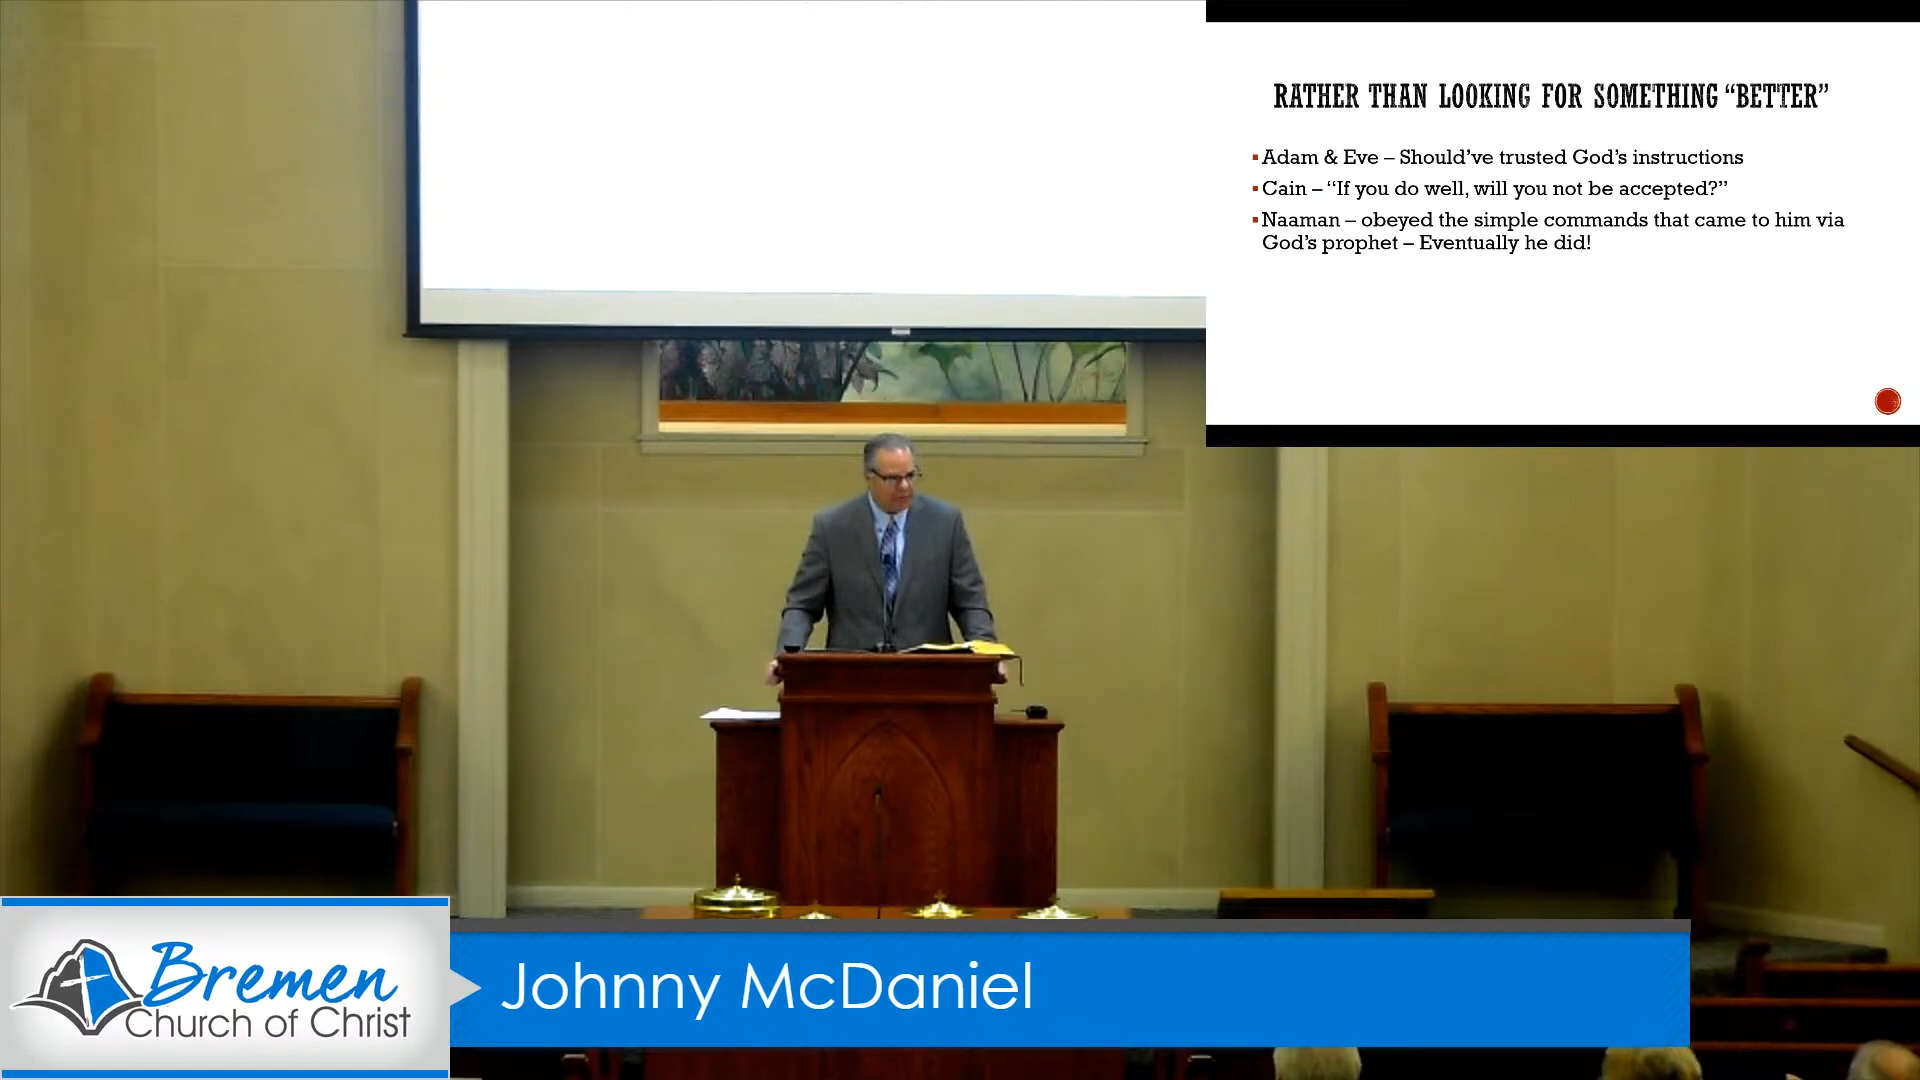 RATHER THAN LOOKING FOR SOMETHING “BETTER”
▪Adam & Eve – Should’ve trusted God’s instructions
▪Cain – “If you do well, will you not be accepted?”
▪Naaman – obeyed the simple commands that came to him via
God’s prophet – Eventually he did!
Bremen
Church of Christ
Johnny McDaniel